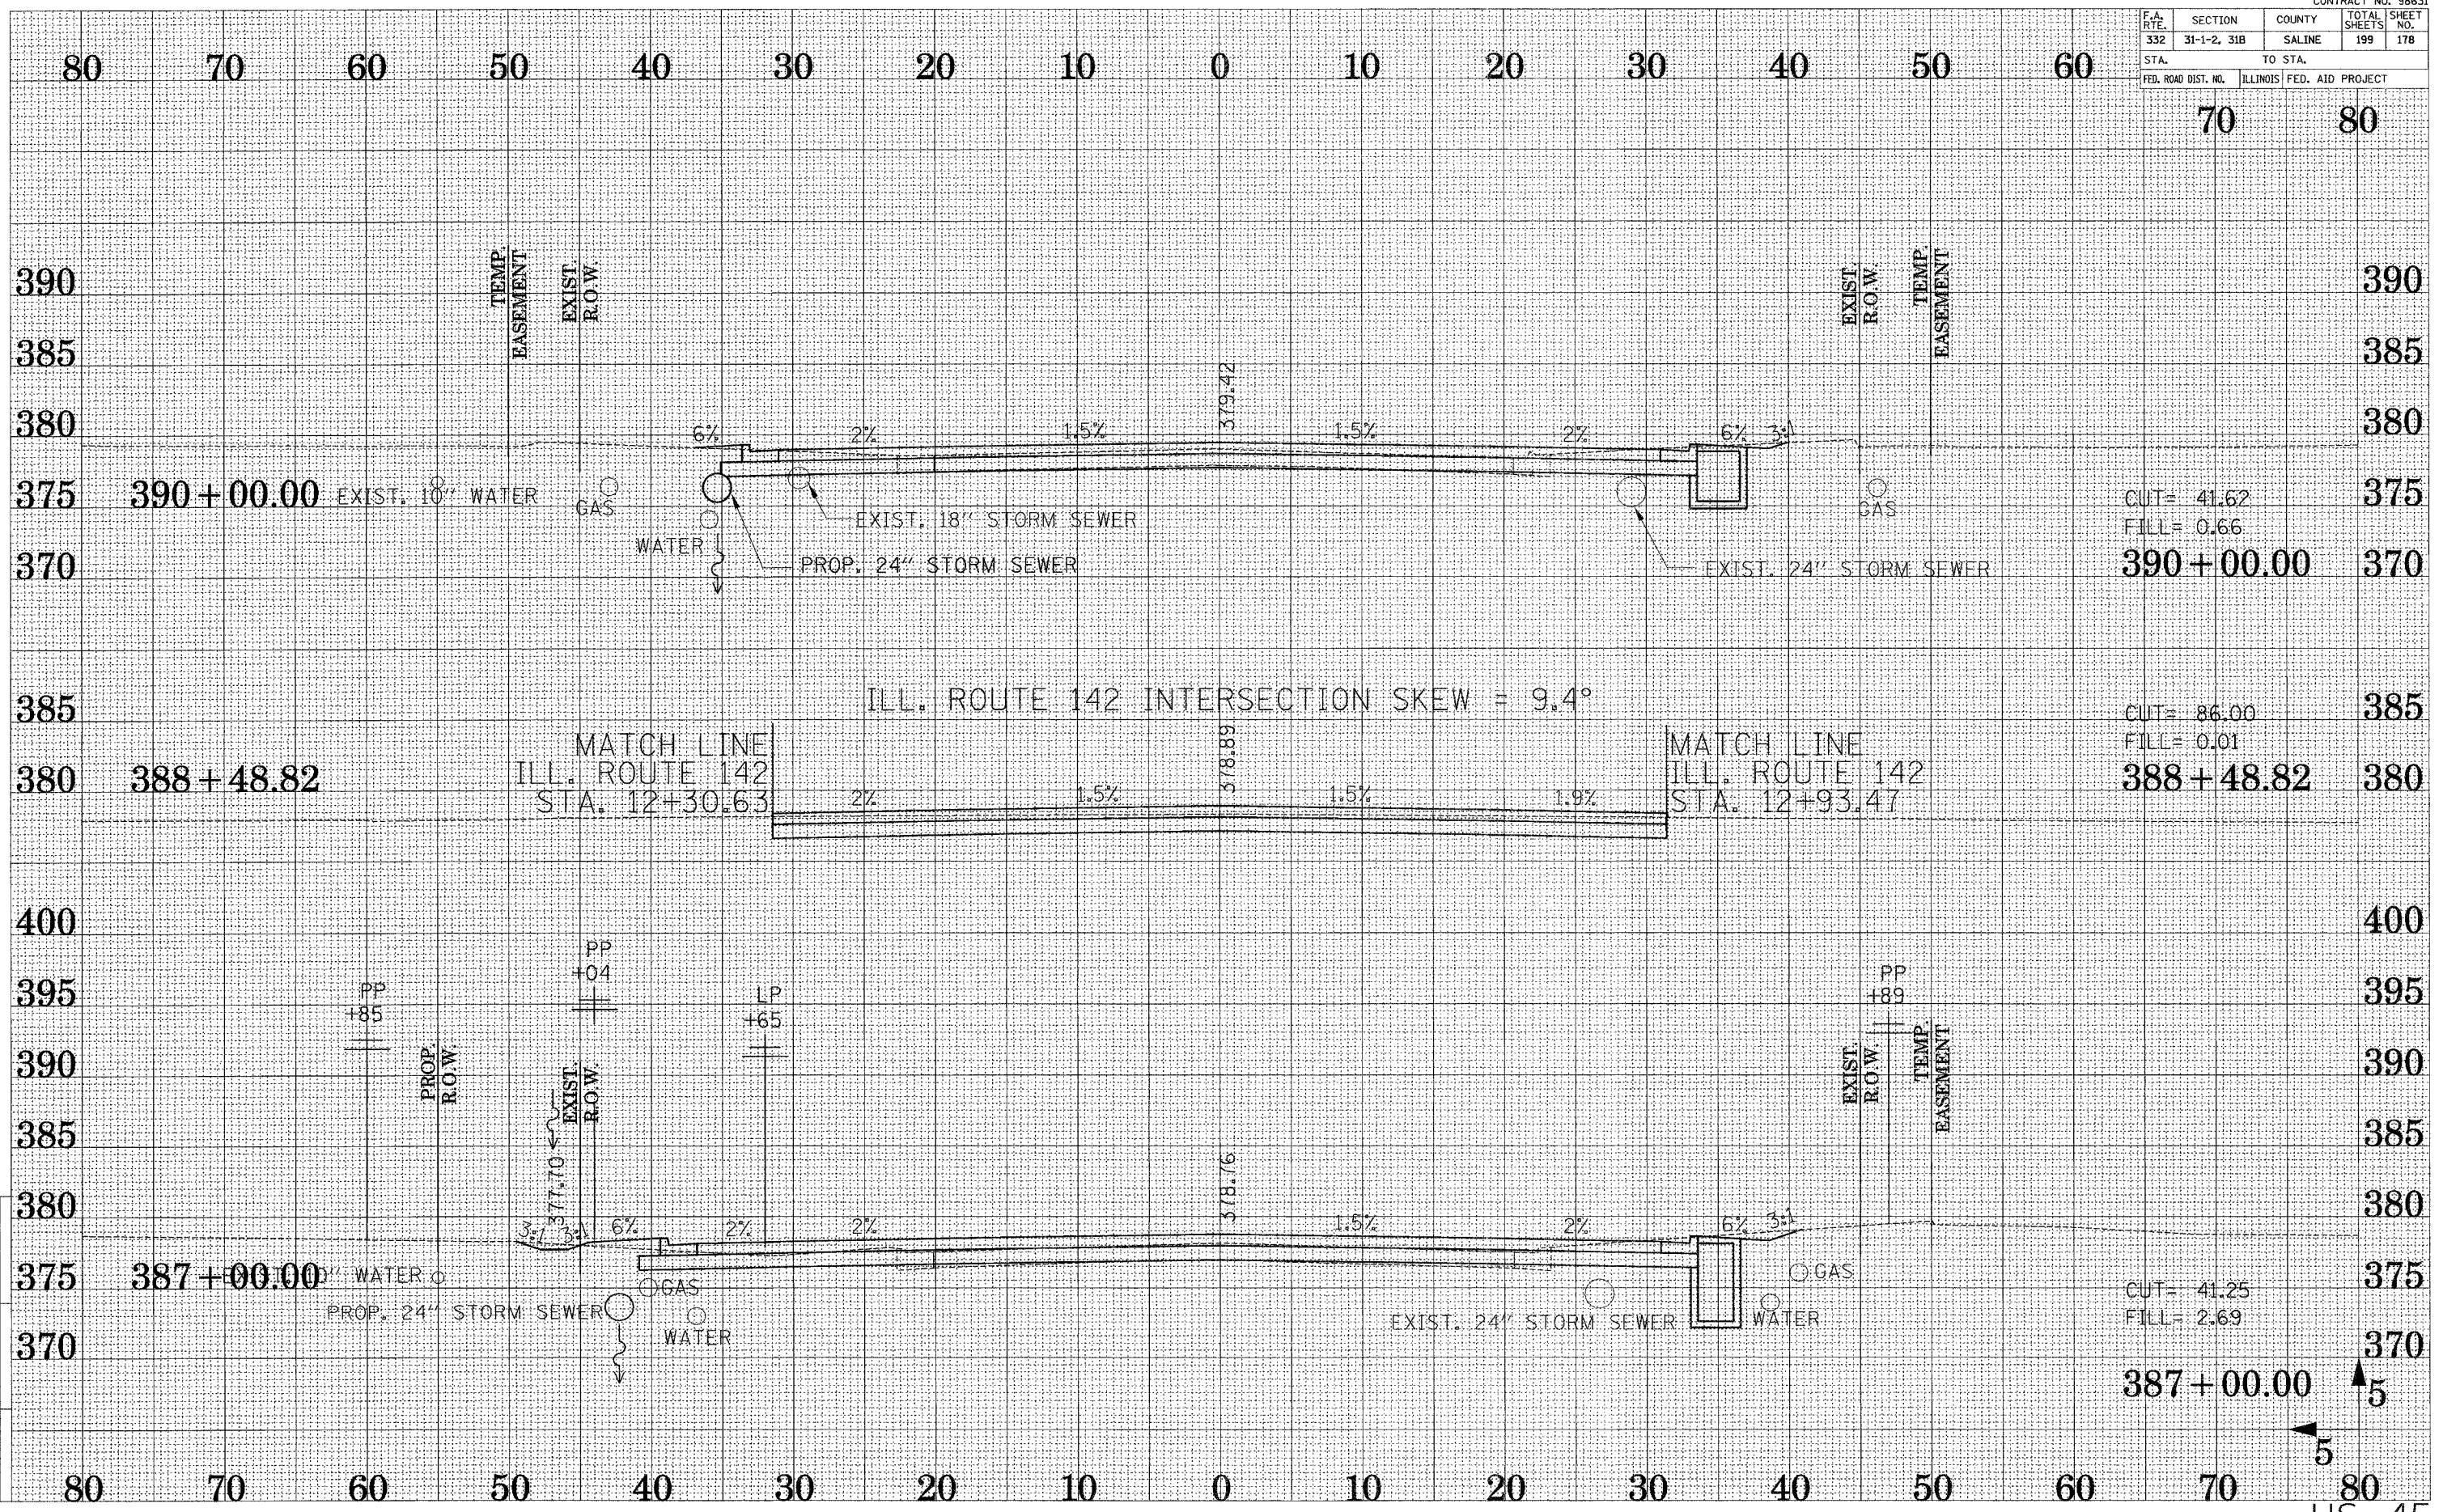 CONTRACT NO. 98631
F.A. RTE. SECTION COUNTY TOTAL SHEETS SHEET NO.
332 31-1-2, 31B SALINE 199 178
STA. TO STA.
FED. ROAD DIST. NO. ILLINOIS FED. AID PROJECT
80 70 60 50 40 30 20 10 0 10 20 30 40 50 60
70 80
TEMP. EASEMENT
EXIST. R.O.W.
EXIST. R.O.W.
TEMP. EASEMENT
390 390
385 385
379.42
380 380
6% 2% 1.5% 1.5% 2% 6% 3:1
375 390+00.00 EXIST. 10" WATER 375
GAS
GAS
CUT= 41.62
EXIST. 18" STORM SEWER
FILL= 0.66
WATER
370 PROP. 24" STORM SEWER EXIST. 24" STORM SEWER 390+00.00 370
ILL. ROUTE 142 INTERSECTION SKEW = 9.4°
385 CUT= 86.00 385
FILL= 0.01
MATCH LINE
ILL. ROUTE 142
STA. 12+30.63
378.89
MATCH LINE
ILL. ROUTE 142
STA. 12+93.47
380 388+48.82 388+48.82 380
2% 1.5% 1.5% 1.9%
400 400
PP
+04
PP
+89
395 395
PP
+85
LP
+65
PROP. R.O.W.
EXIST. R.O.W.
EXIST. R.O.W.
TEMP. EASEMENT
390 390
385 385
377.70
378.76
380 380
3:1 3:1 6% 2% 2% 1.5% 2% 6% 3:1
375 387+00.00 WATER GAS GAS 375
CUT= 41.25
PROP. 24" STORM SEWER
WATER
EXIST. 24" STORM SEWER
WATER
FILL= 2.69
370 370
387+00.00
5
5
80 70 60 50 40 30 20 10 0 10 20 30 40 50 60 70 80